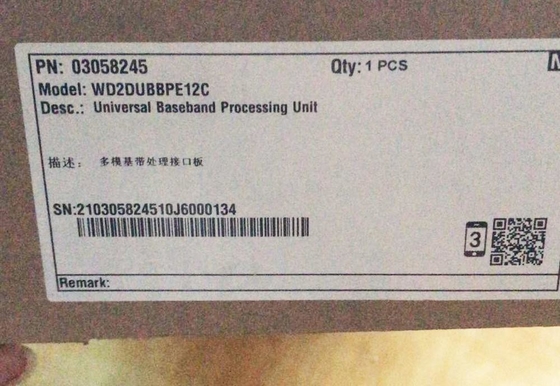 PN: 03058245 Qty: 1 PCS
Model: WD2DUBBPE12C
Desc.: Universal Baseband Processing Unit
描述: 多模基带处理接口板
SN:210305824510J6000134
3
Remark: